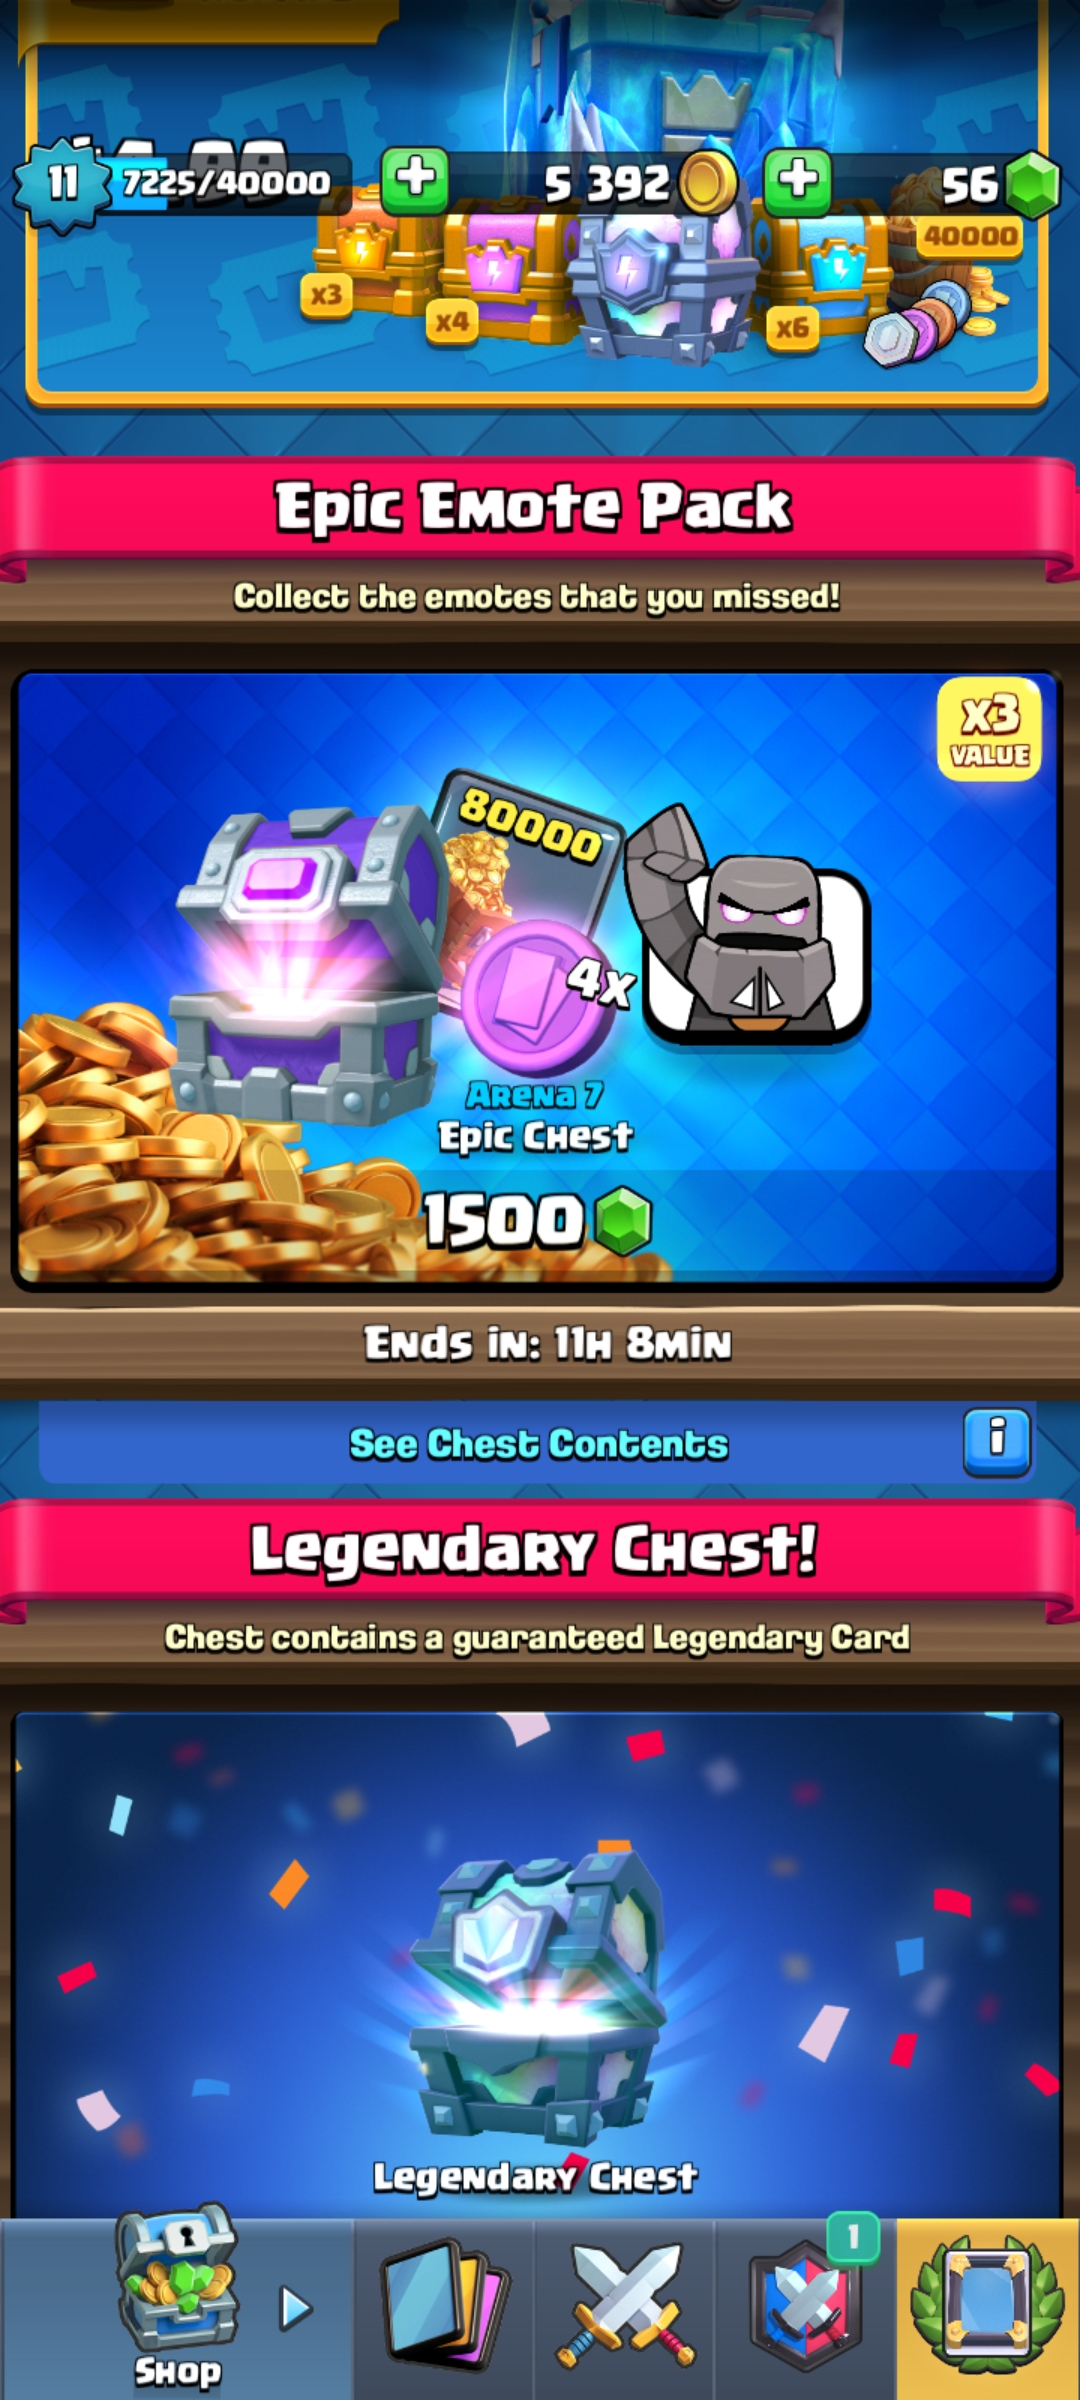 11
7225/40000
5 392
56
40000
x3
x4
x6
Epic Emote Pack
Collect the emotes that you missed!
x3
VALUE
80000
4x
Arena 7
Epic Chest
1500
Ends in: 11H 8MIN
See Chest Contents
i
Legendary Chest!
Chest contains a guaranteed Legendary Card
Legendary Chest
1
Shop